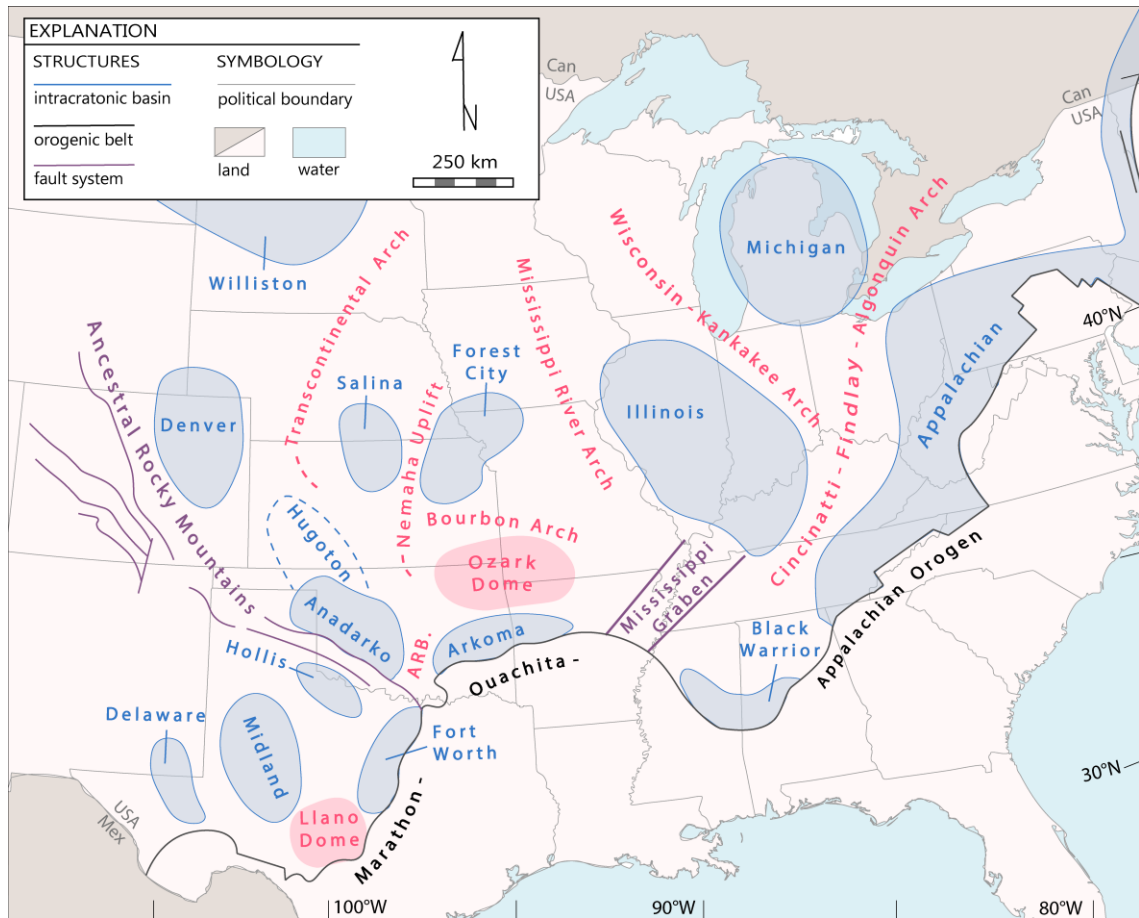 EXPLANATION
STRUCTURES
intracratonic basin
orogenic belt
fault system
SYMBOLOGY
political boundary
land
water
N
250 km
Can
USA
Can
USA
Williston
Transcontinental Arch
Mississippi River Arch
Wisconsin - Kankakee Arch
Michigan
Cincinatti - Findlay - Algonquin Arch
40°N
Ancestral Rocky Mountains
Denver
Salina
Forest
City
Nemaha Uplift
Illinois
Appalachian
Hugoton
Bourbon Arch
Ozark
Dome
Mississippi
Graben
Appalachian Orogen
Anadarko
Hollis
ARB.
Arkoma
Ouachita -
Black
Warrior
Delaware
Midland
Fort
Worth
Marathon -
Llano
Dome
30°N
USA
Mex
100°W
90°W
80°W